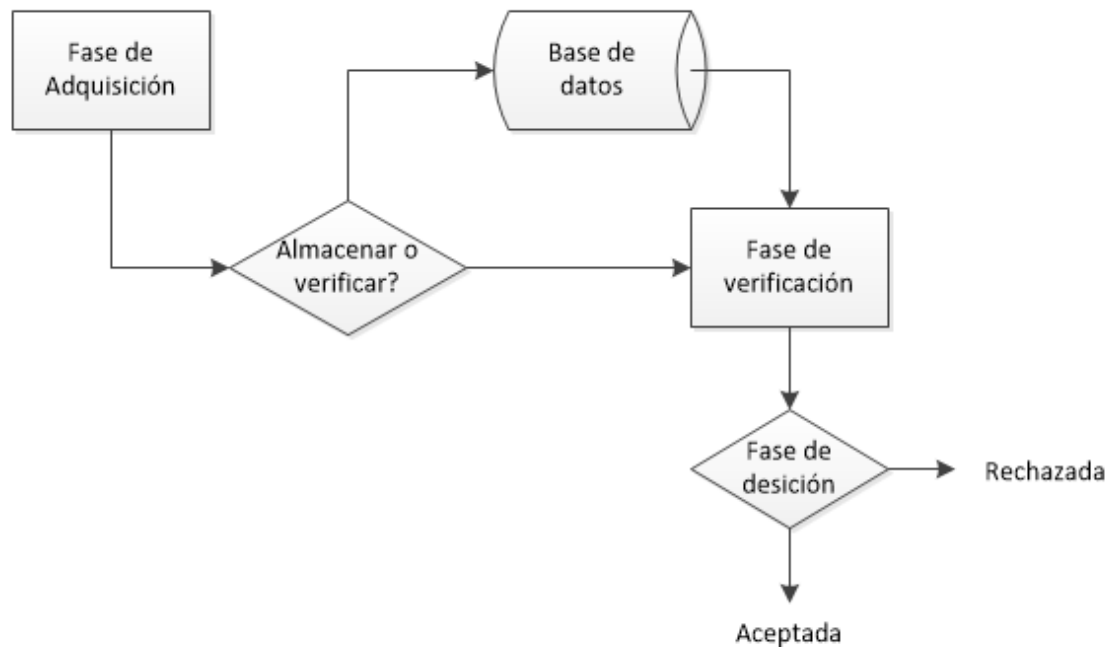 Fase de
Adquisición
Base de
datos
Almacenar o
verificar?
Fase de
verificación
Fase de
desición
Rechazada
Aceptada